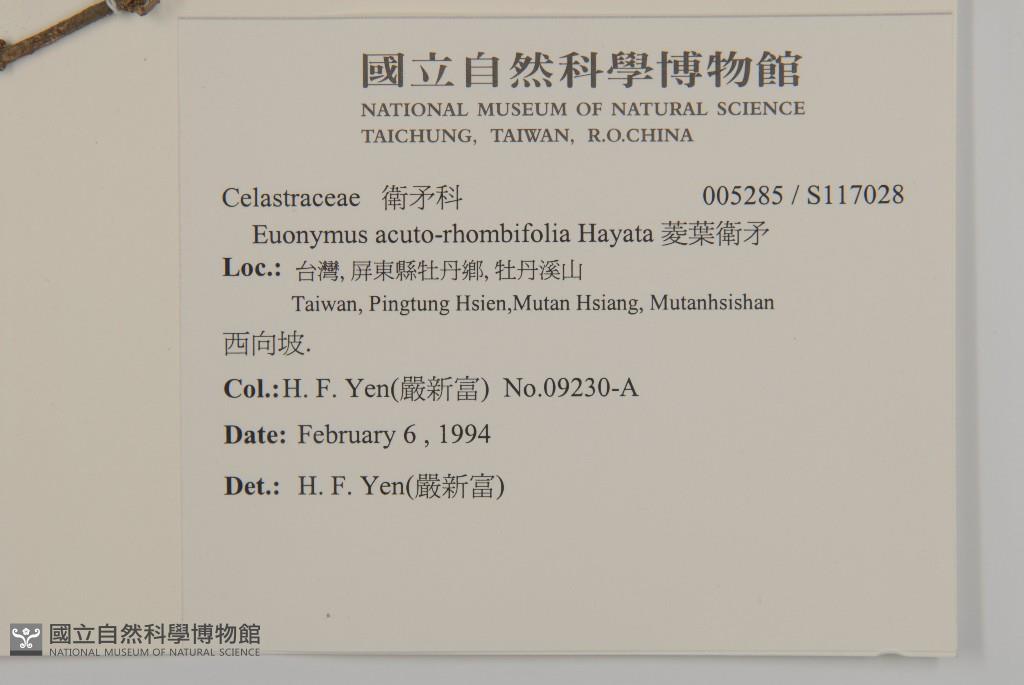 國立自然科學博物館
NATIONAL MUSEUM OF NATURAL SCIENCE
TAICHUNG, TAIWAN, R.O.CHINA
Celastraceae 衛矛科 005285 / S117028
Euonymus acuto-rhombifolia Hayata 菱葉衛矛
Loc.: 台灣, 屏東縣牡丹鄉, 牡丹溪山
Taiwan, Pingtung Hsien,Mutan Hsiang, Mutanhsishan
西向坡.
Col.:H. F. Yen(嚴新富) No.09230-A
Date: February 6 , 1994
Det.: H. F. Yen(嚴新富)
國立自然科學博物館
NATIONAL MUSEUM OF NATURAL SCIENCE